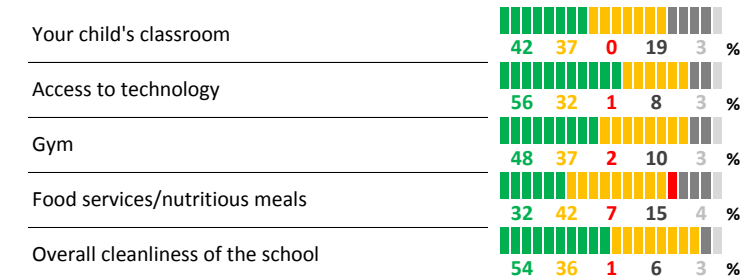 Your child's classroom
42 37 0 19 3 %
Access to technology
56 32 1 8 3 %
Gym
48 37 2 10 3 %
Food services/nutritious meals
32 42 7 15 4 %
Overall cleanliness of the school
54 36 1 6 3 %